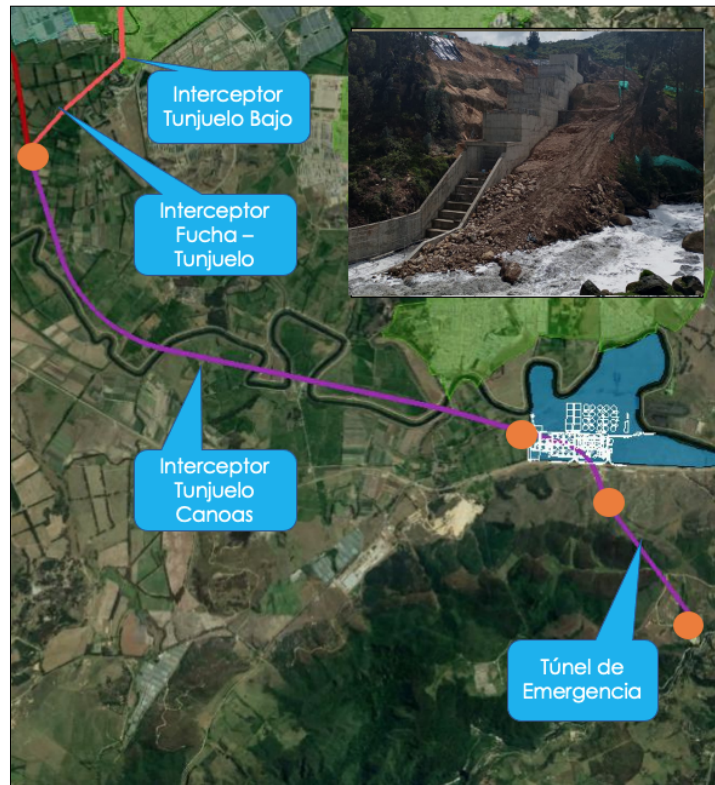 Interceptor
Tunjuelo Bajo
Interceptor
Fucha –
Tunjuelo
Interceptor
Tunjuelo
Canoas
Túnel de
Emergencia